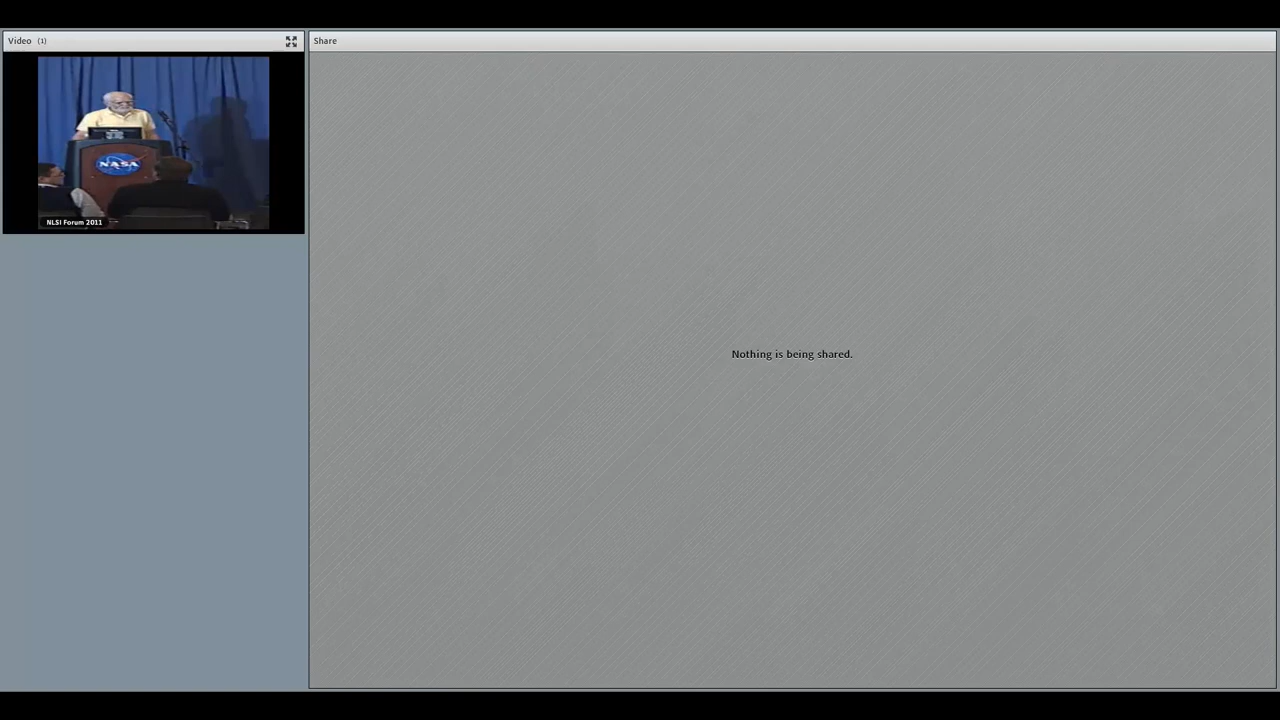 Video (1)
Share
NASA
NLSI Forum 2011
Nothing is being shared.